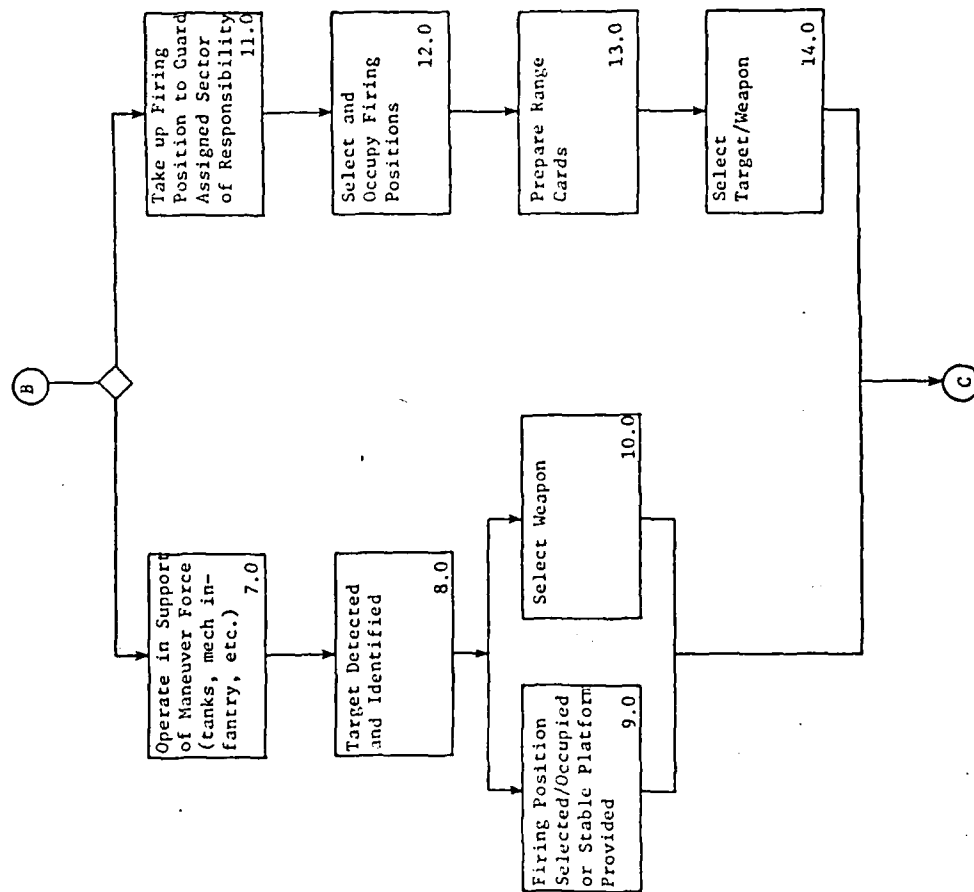 B
Operate in Support
of Maneuver Force
(tanks, mech in-
fantry, etc.)
7.0
Target Detected
and Identified
8.0
Firing Position
Selected/Occupied
or Stable Platform
Provided
9.0
Select Weapon
10.0
Take up Firing
Position to Guard
Assigned Sector
of Responsibility
11.0
Select and
Occupy Firing
Positions
12.0
Prepare Range
Cards
13.0
Select
Target/Weapon
14.0
C